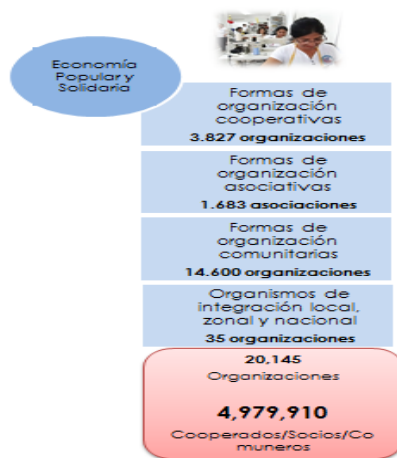 Economía
Popular y
Solidaria
Formas de
organización
cooperativas
3.827 organizaciones
Formas de
organización
asociativas
1.683 asociaciones
Formas de
organización
comunitarias
14.600 organizaciones
Organismos de
integración local,
zonal y nacional
35 organizaciones
20,145
Organizaciones
4,979,910
Cooperados/Socios/Co
muneros